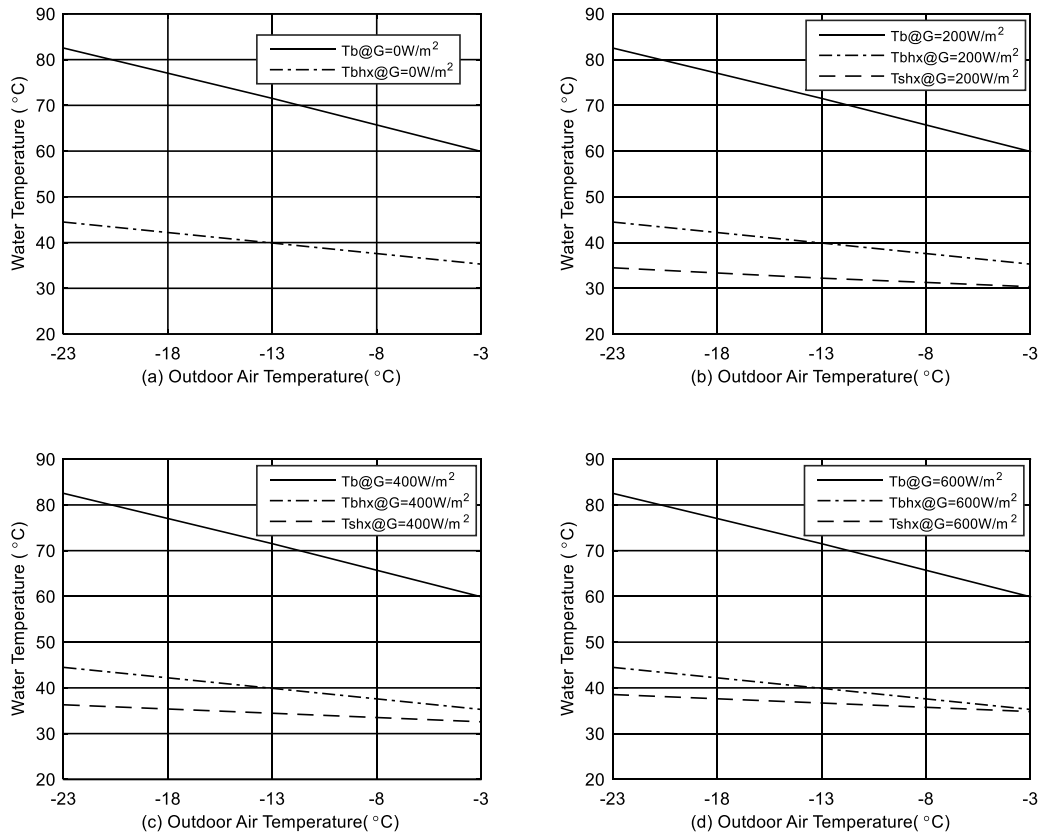 90
80
70
60
50
40
30
20
Water Temperature ( °C)
Tb@G=0W/m²
Tbhx@G=0W/m²
-23 -18 -13 -8 -3
(a) Outdoor Air Temperature( °C)
90
80
70
60
50
40
30
20
Water Temperature ( °C)
Tb@G=200W/m²
Tbhx@G=200W/m²
Tshx@G=200W/m²
-23 -18 -13 -8 -3
(b) Outdoor Air Temperature( °C)
90
80
70
60
50
40
30
20
Water Temperature ( °C)
Tb@G=400W/m²
Tbhx@G=400W/m²
Tshx@G=400W/m²
-23 -18 -13 -8 -3
(c) Outdoor Air Temperature( °C)
90
80
70
60
50
40
30
20
Water Temperature ( °C)
Tb@G=600W/m²
Tbhx@G=600W/m²
Tshx@G=600W/m²
-23 -18 -13 -8 -3
(d) Outdoor Air Temperature( °C)